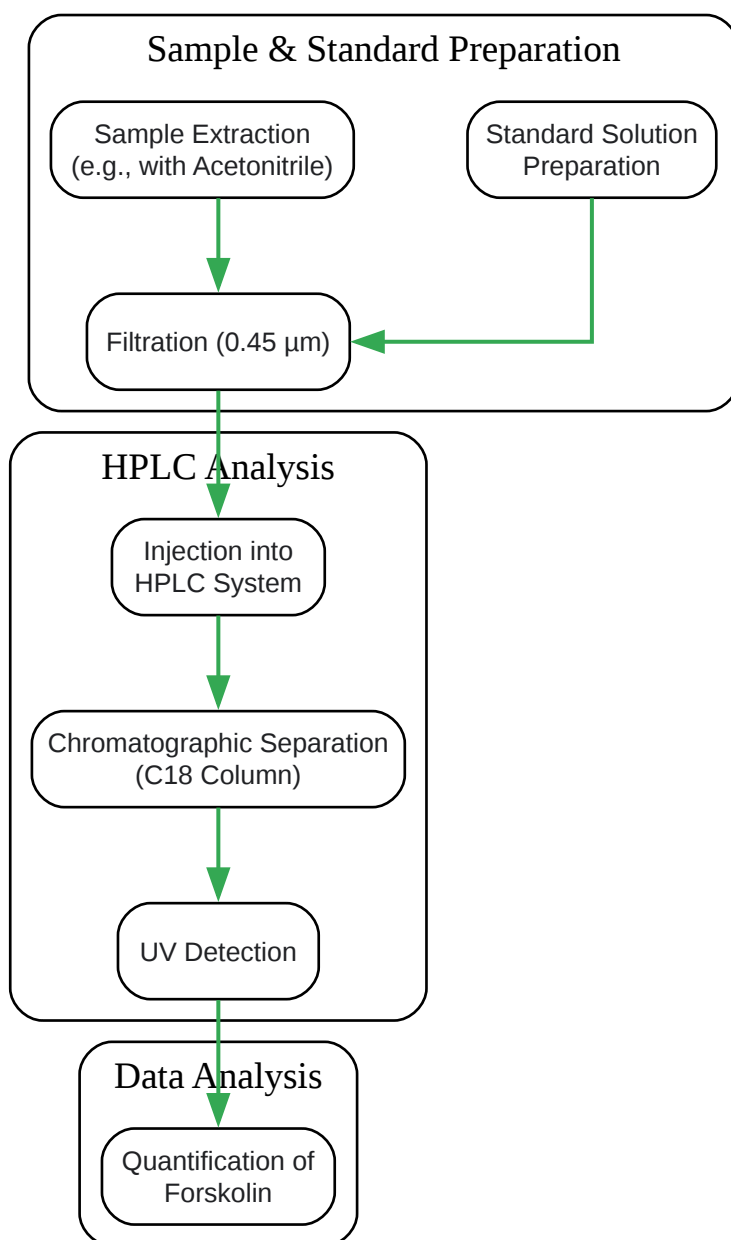 Sample & Standard Preparation
Sample Extraction
(e.g., with Acetonitrile)
Standard Solution
Preparation
Filtration (0.45 µm)
HPLC Analysis
Injection into
HPLC System
Chromatographic Separation
(C18 Column)
UV Detection
Data Analysis
Quantification of
Forskolin